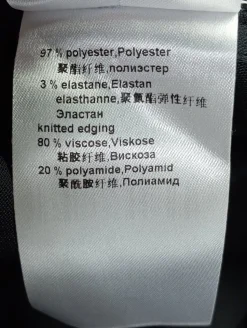 97 % polyester,Polyester
聚酯纤维,полиэстер
3 % elastane,Elastan
elasthanne,聚氨酯弹性纤维
Эластан
knitted edging
80 % viscose,Viskose
粘胶纤维,Вискоза
20 % polyamide,Polyamid
聚酰胺纤维,Полиамид